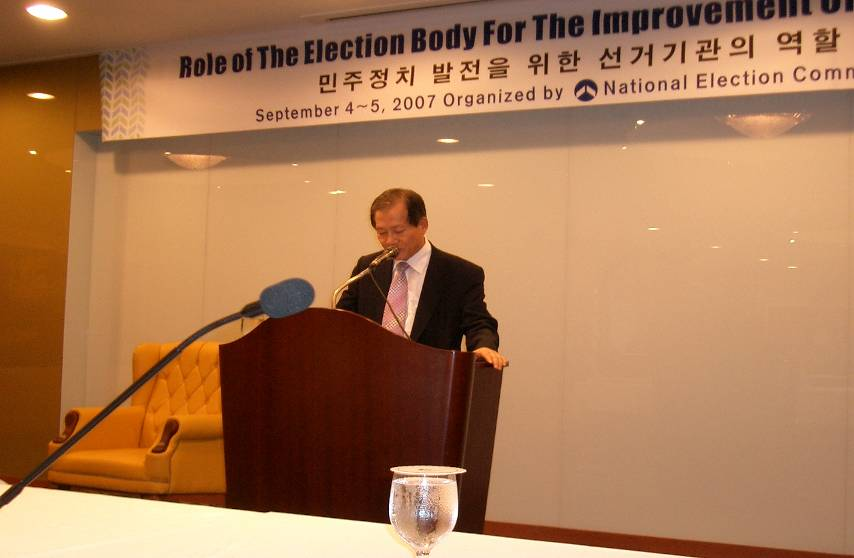 Role of The Election Body For The Improvement
민주정치 발전을 위한 선거기관의 역할
September 4~5, 2007 Organized by National Election